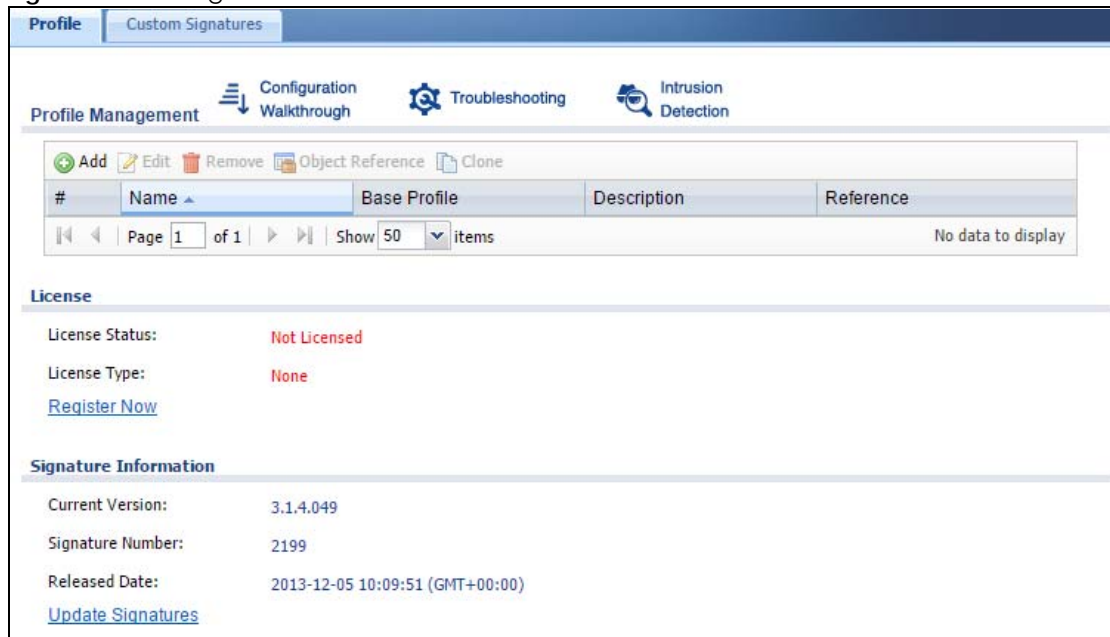 Profile Custom Signatures
Profile Management
Configuration
Walkthrough
Troubleshooting
Intrusion
Detection
Add Edit Remove Object Reference Clone
# Name Base Profile Description Reference
Page 1 of 1 Show 50 items No data to display
License
License Status: Not Licensed
License Type: None
Register Now
Signature Information
Current Version: 3.1.4.049
Signature Number: 2199
Released Date: 2013-12-05 10:09:51 (GMT+00:00)
Update Signatures